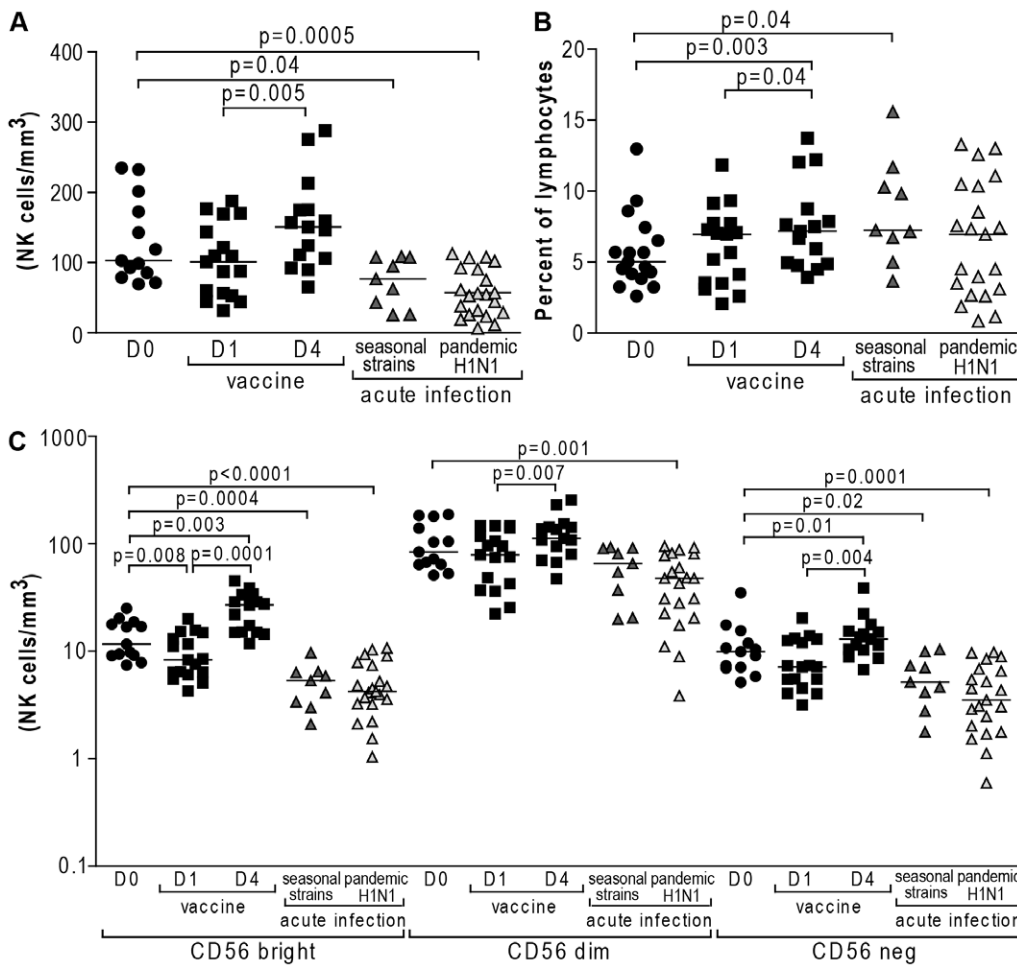 A
(NK cells/mm³)
400
300
200
100
0
p=0.0005
p=0.04
p=0.005
D0
D1
D4
seasonal strains
pandemic H1N1
vaccine
acute infection
B
Percent of lymphocytes
20
15
10
5
0
p=0.04
p=0.003
p=0.04
D0
D1
D4
seasonal strains
pandemic H1N1
vaccine
acute infection
C
(NK cells/mm³)
1000
100
10
1
0.1
p<0.0001
p=0.0004
p=0.003
p=0.008
p=0.0001
p=0.001
p=0.007
p=0.0001
p=0.02
p=0.01
p=0.004
D0
D1
D4
seasonal strains
pandemic H1N1
vaccine
acute infection
CD56 bright
D0
D1
D4
seasonal strains
pandemic H1N1
vaccine
acute infection
CD56 dim
D0
D1
D4
seasonal strains
pandemic H1N1
vaccine
acute infection
CD56 neg